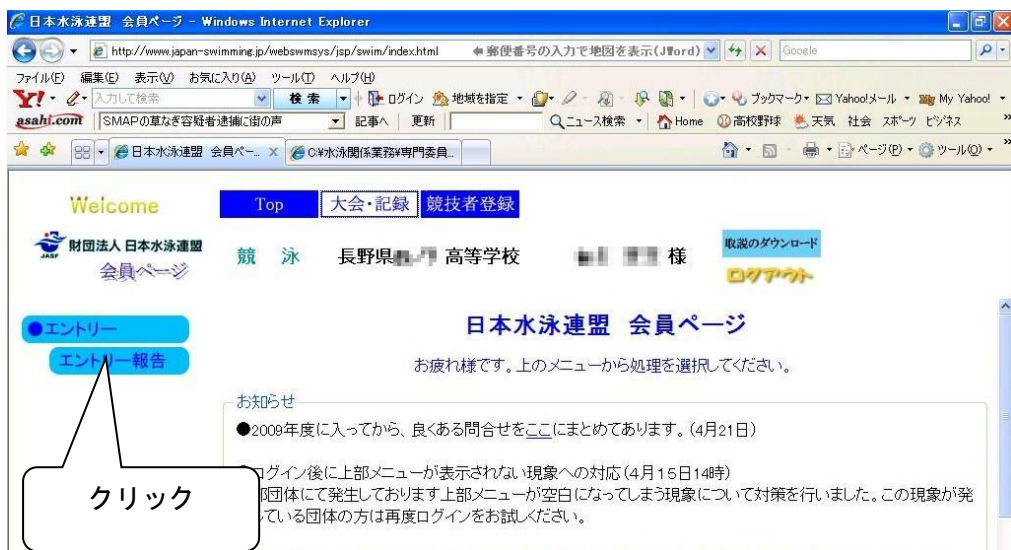 日本水泳連盟 会員ページ - Windows Internet Explorer
http://www.japan-swimming.jp/webswmsys/jsp/swim/index.html
郵便番号の入力で地図を表示(JWord)
Google
ファイル(F) 編集(E) 表示(V) お気に入り(A) ツール(T) ヘルプ(H)
Y! 入力して検索 検索 ログイン 地域を指定 ブックマーク Yahoo!メール My Yahoo!
asahi.com SMAPの草なぎ容疑者逮捕に街の声 記事へ 更新 ニュース検索 Home 高校野球 天気 社会 スポーツ ビジネス
日本水泳連盟 会員ペー... C:¥水泳関係業務¥専門委員... ページ(P) ツール(O)
Welcome Top 大会・記録 競技者登録
財団法人 日本水泳連盟
JASF
会員ページ
競 泳 長野県 高等学校 様
取説のダウンロード
ログアウト
●エントリー
エントリー報告
日本水泳連盟 会員ページ
お疲れ様です。上のメニューから処理を選択してください。
お知らせ
●2009年度に入ってから、良くある問合せをここにまとめてあります。(4月21日)
ログイン後に上部メニューが表示されない現象への対応(4月15日14時)
団体にて発生しております上部メニューが空白になってしまう現象について対策を行いました。この現象が発
ている団体の方は再度ログインをお試しください。
クリック